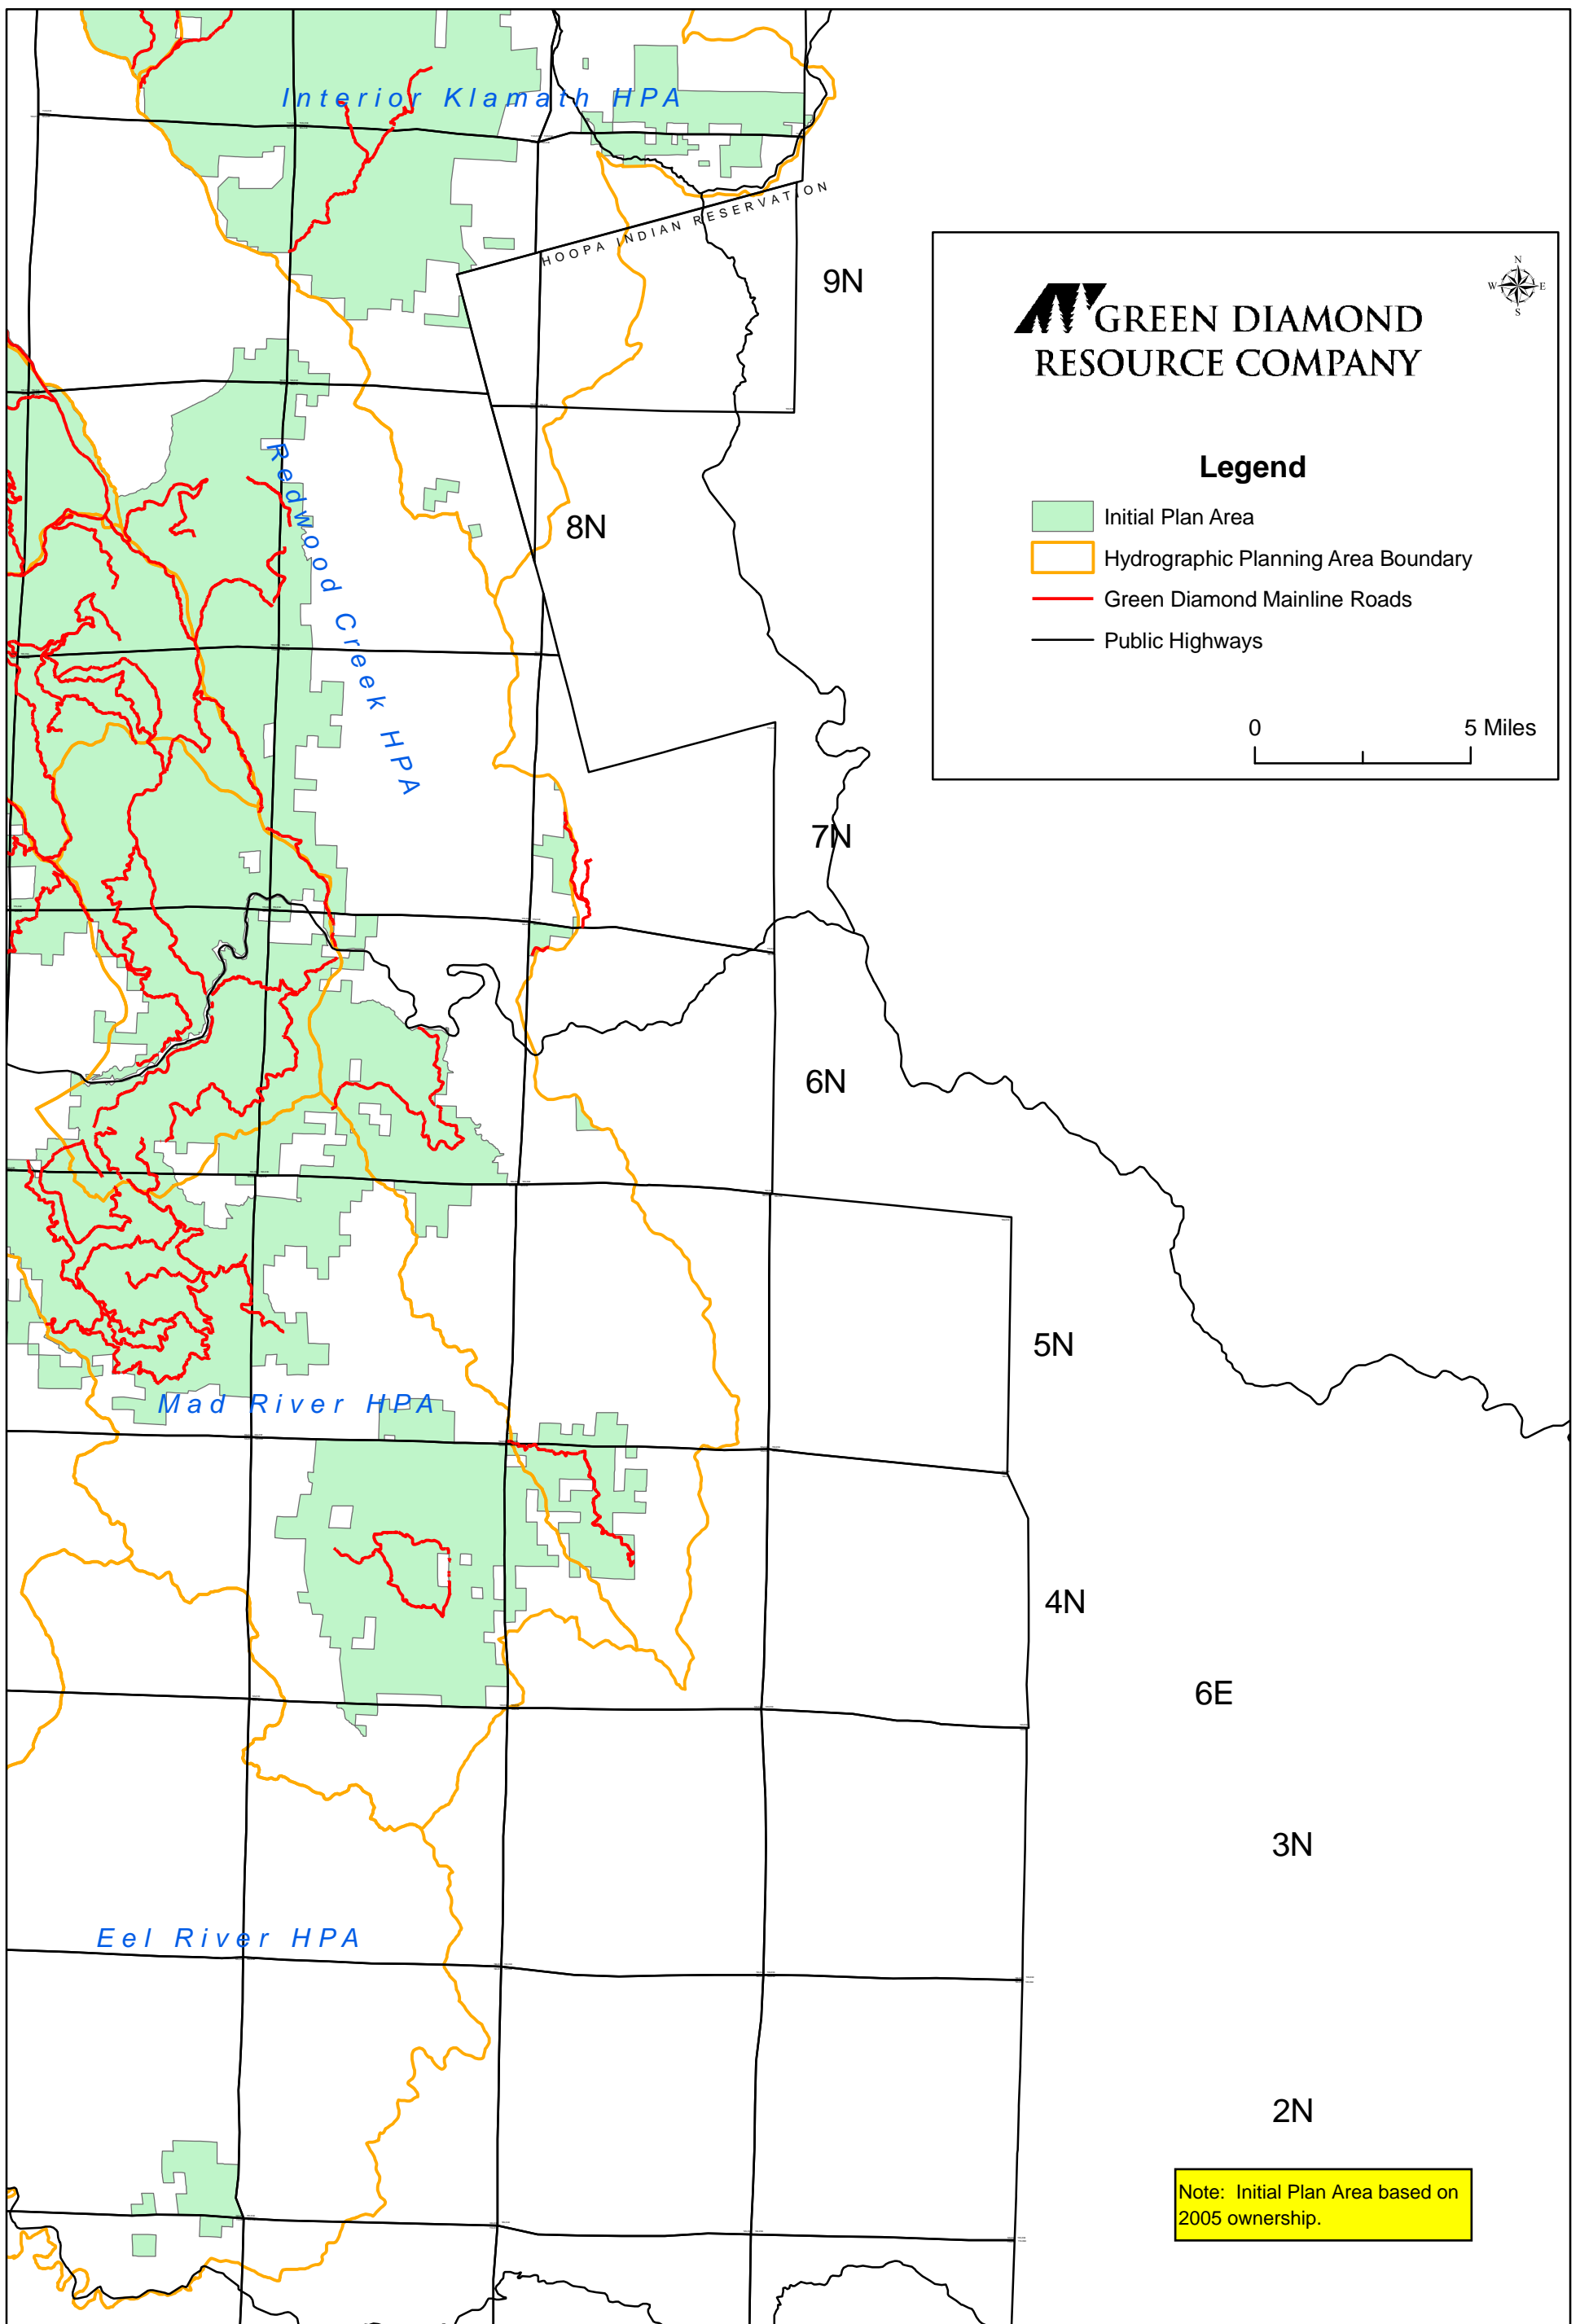 Interior Klamath HPA
HOOPA INDIAN RESERVATION
9N
N
W E
S
GREEN DIAMOND
RESOURCE COMPANY
Legend
Initial Plan Area
Hydrographic Planning Area Boundary
Green Diamond Mainline Roads
Public Highways
0 5 Miles
Redwood Creek HPA
8N
7N
6N
5N
Mad River HPA
4N
6E
3N
Eel River HPA
2N
Note: Initial Plan Area based on
2005 ownership.